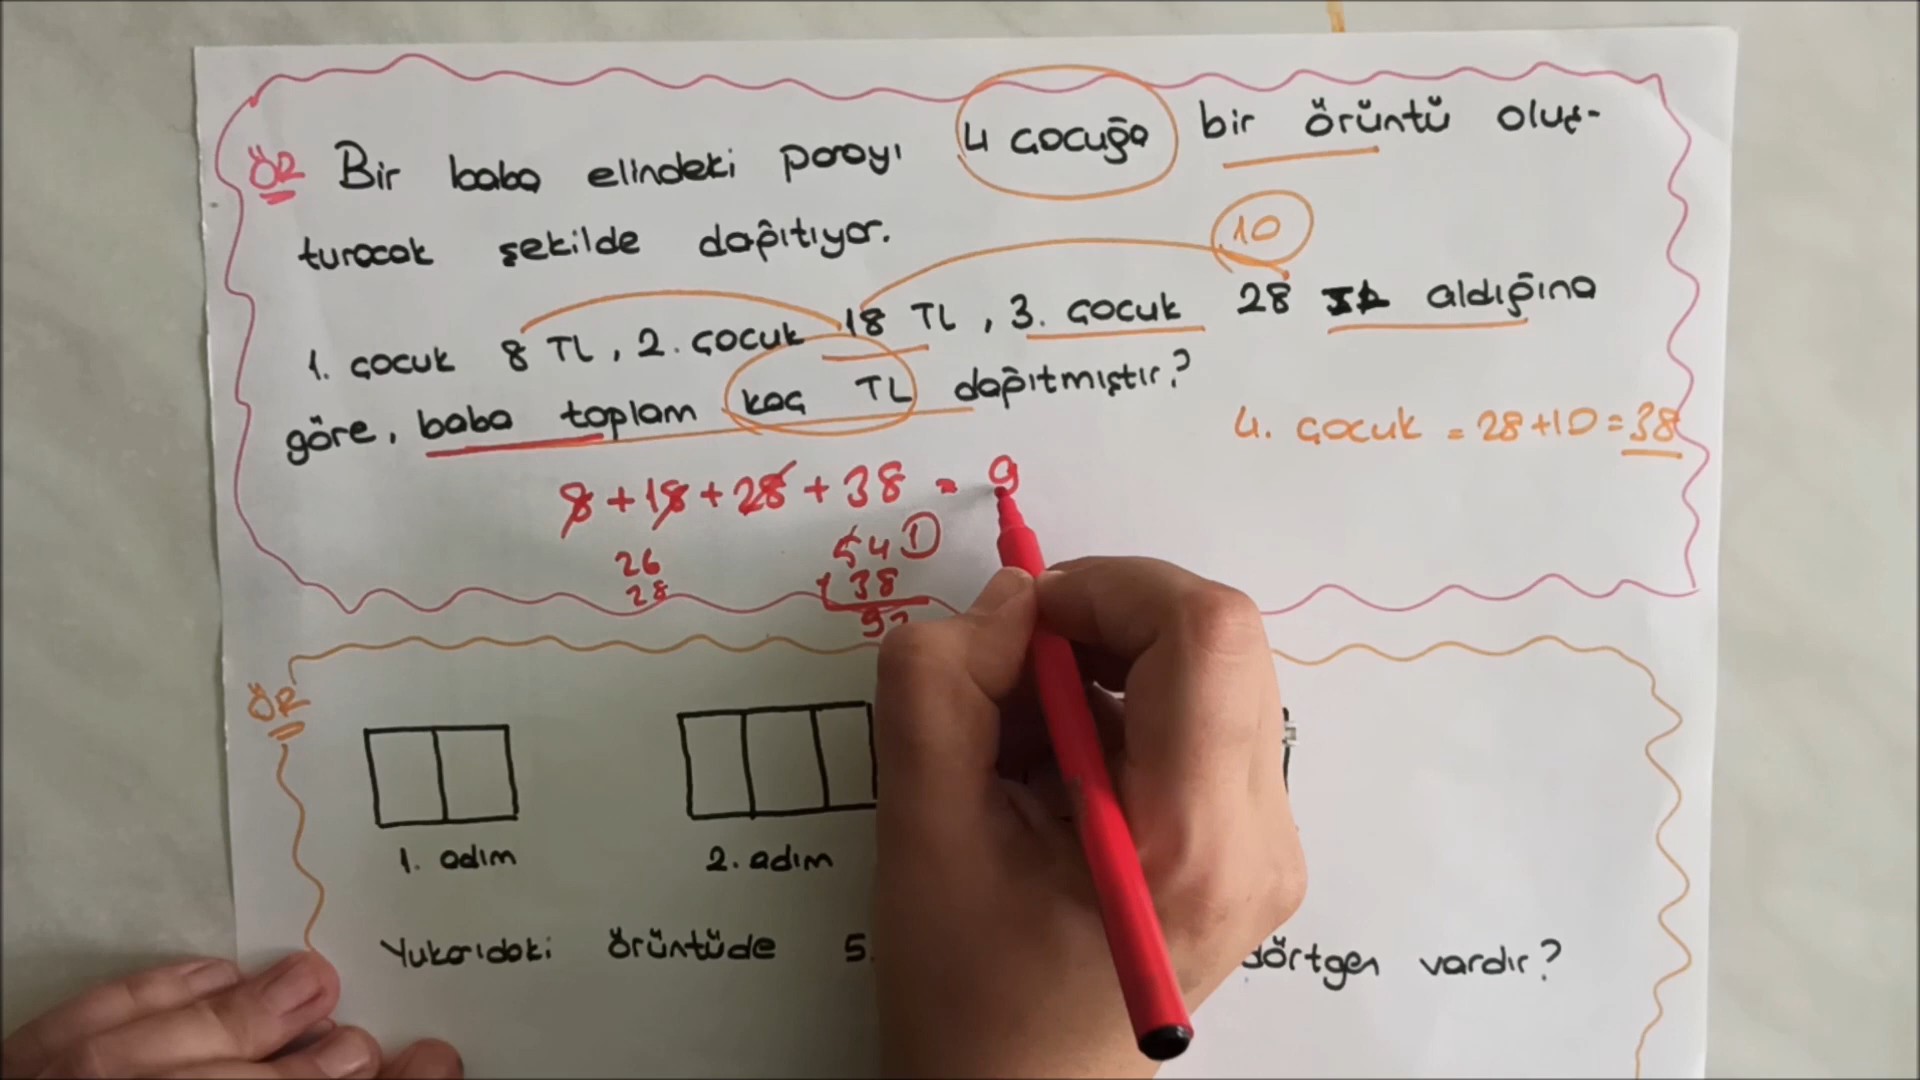 ÖR Bir baba elindeki parayı 4 çocuğa bir örüntü oluş-
turacak şekilde dağıtıyor.
10
1. çocuk 8 TL, 2. çocuk 18 TL, 3. çocuk 28 TL aldığına
göre, baba toplam kaç TL dağıtmıştır?
4. çocuk = 28+10=38
8+18+28+38 = 9
26
28
54 1
+ 38
92
ÖR
1. adım 2. adım
Yukarıdaki örüntüde 5. dörtgen vardır?